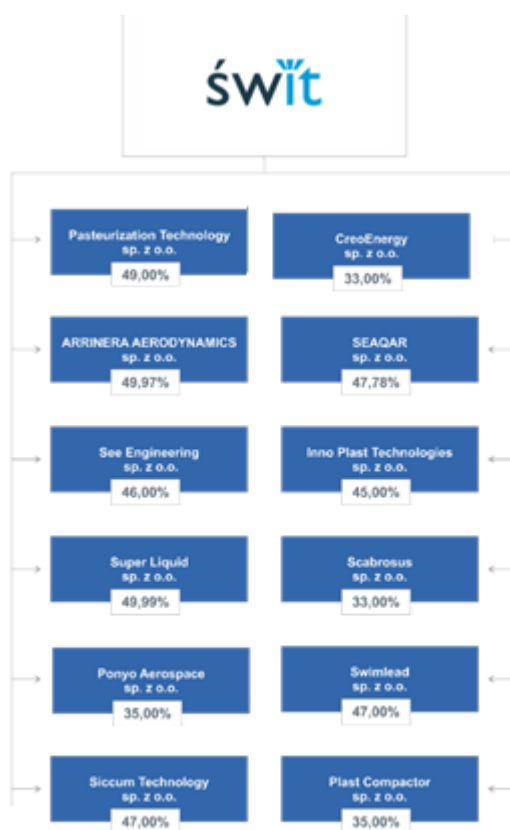 świt
Pasteurization Technology
sp. z o.o.
49,00%
CreoEnergy
sp. z o.o.
33,00%
ARRINERA AERODYNAMICS
sp. z o.o.
49,97%
SEAQAR
sp. z o.o.
47,78%
See Engineering
sp. z o.o.
46,00%
Inno Plast Technologies
sp. z o.o.
45,00%
Super Liquid
sp. z o.o.
49,99%
Scabrosus
sp. z o.o.
33,00%
Ponyo Aerospace
sp. z o.o.
35,00%
Swimlead
sp. z o.o.
47,00%
Siccum Technology
sp. z o.o.
47,00%
Plast Compactor
sp. z o.o.
35,00%